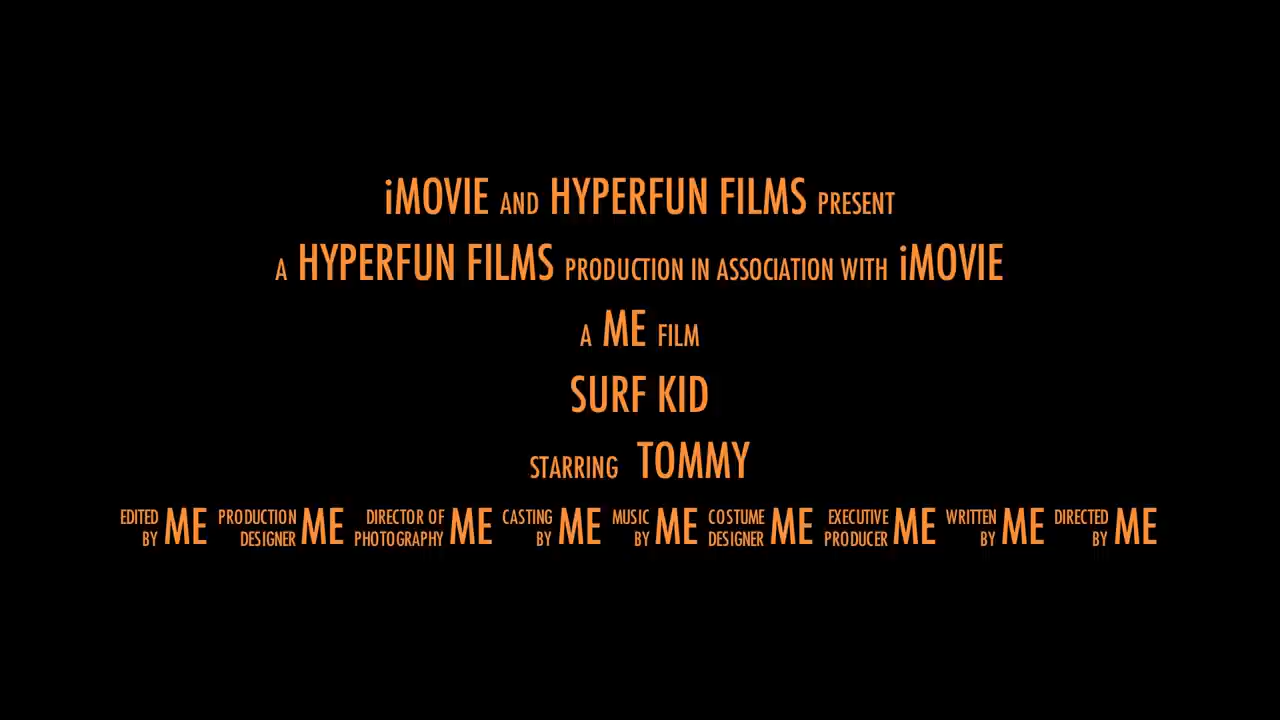 iMOVIE AND HYPERFUN FILMS PRESENT
A HYPERFUN FILMS PRODUCTION IN ASSOCIATION WITH iMOVIE
A ME FILM
SURF KID
STARRING TOMMY
EDITED BY ME PRODUCTION DESIGNER ME DIRECTOR OF PHOTOGRAPHY ME CASTING BY ME MUSIC BY ME COSTUME DESIGNER ME EXECUTIVE PRODUCER ME WRITTEN BY ME DIRECTED BY ME